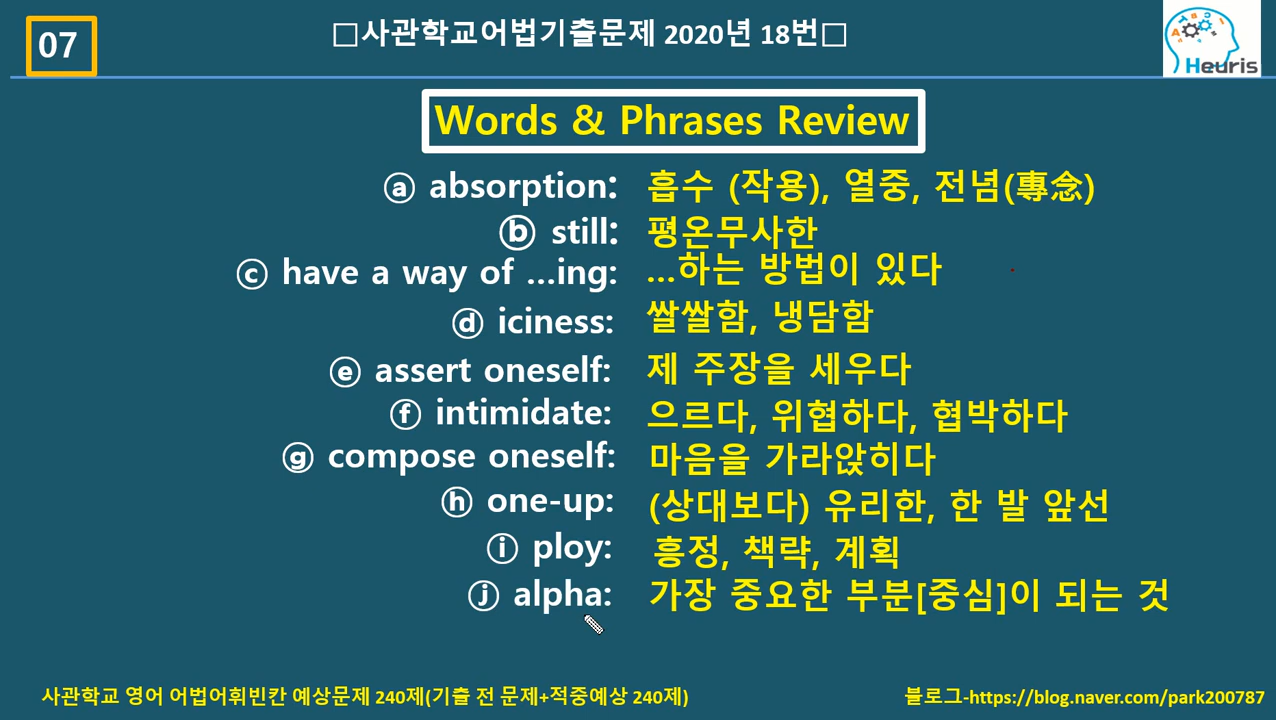 07
□사관학교어법기출문제 2020년 18번□
Heuris
Words & Phrases Review
ⓐ absorption: 흡수 (작용), 열중, 전념(專念)
ⓑ still: 평온무사한
ⓒ have a way of …ing: …하는 방법이 있다
ⓓ iciness: 쌀쌀함, 냉담함
ⓔ assert oneself: 제 주장을 세우다
ⓕ intimidate: 으르다, 위협하다, 협박하다
ⓖ compose oneself: 마음을 가라앉히다
ⓗ one-up: (상대보다) 유리한, 한 발 앞선
ⓘ ploy: 흥정, 책략, 계획
ⓙ alpha: 가장 중요한 부분[중심]이 되는 것
사관학교 영어 어법어휘빈칸 예상문제 240제(기출 전 문제+적중예상 240제)
블로그-https://blog.naver.com/park200787